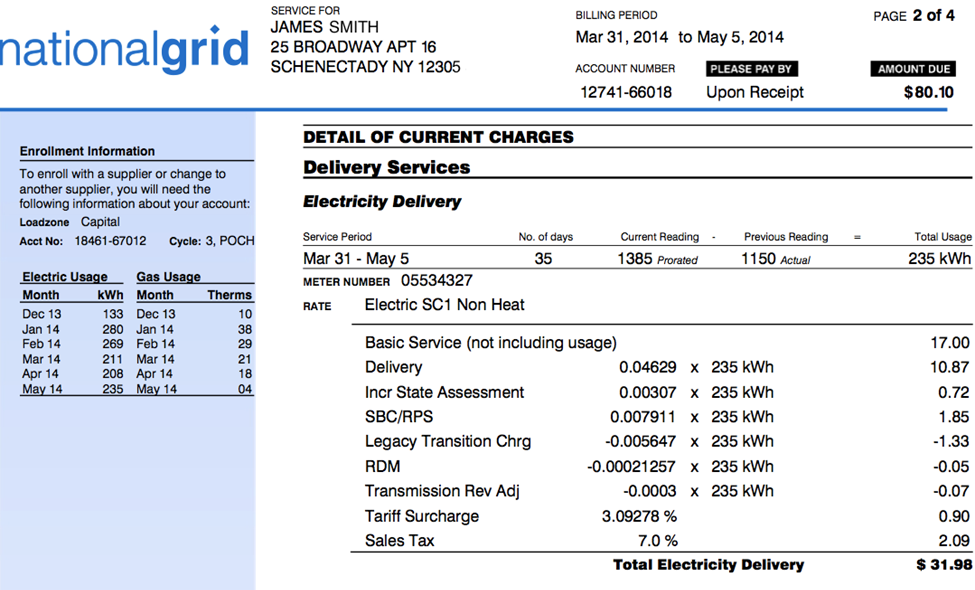 nationalgrid
SERVICE FOR
JAMES SMITH
25 BROADWAY APT 16
SCHENECTADY NY 12305
BILLING PERIOD
Mar 31, 2014 to May 5, 2014
PAGE 2 of 4
ACCOUNT NUMBER PLEASE PAY BY AMOUNT DUE
12741-66018 Upon Receipt $80.10
Enrollment Information
To enroll with a supplier or change to
another supplier, you will need the
following information about your account:
Loadzone Capital
Acct No: 18461-67012 Cycle: 3, POCH
Electric Usage Gas Usage
Month kWh Month Therms
Dec 13 133 Dec 13 10
Jan 14 280 Jan 14 38
Feb 14 269 Feb 14 29
Mar 14 211 Mar 14 21
Apr 14 208 Apr 14 18
May 14 235 May 14 04
DETAIL OF CURRENT CHARGES
Delivery Services
Electricity Delivery
Service Period No. of days Current Reading - Previous Reading = Total Usage
Mar 31 - May 5 35 1385 Prorated 1150 Actual 235 kWh
METER NUMBER 05534327
RATE Electric SC1 Non Heat
Basic Service (not including usage) 17.00
Delivery 0.04629 x 235 kWh 10.87
Incr State Assessment 0.00307 x 235 kWh 0.72
SBC/RPS 0.007911 x 235 kWh 1.85
Legacy Transition Chrg -0.005647 x 235 kWh -1.33
RDM -0.00021257 x 235 kWh -0.05
Transmission Rev Adj -0.0003 x 235 kWh -0.07
Tariff Surcharge 3.09278 % 0.90
Sales Tax 7.0 % 2.09
Total Electricity Delivery $ 31.98